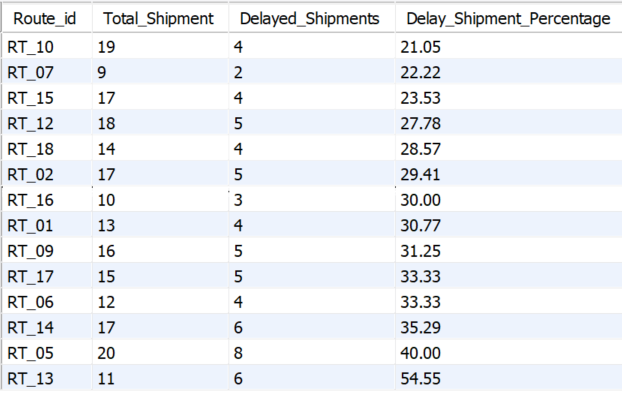 Route_id Total_Shipment Delayed_Shipments Delay_Shipment_Percentage
RT_10 19 4 21.05
RT_07 9 2 22.22
RT_15 17 4 23.53
RT_12 18 5 27.78
RT_18 14 4 28.57
RT_02 17 5 29.41
RT_16 10 3 30.00
RT_01 13 4 30.77
RT_09 16 5 31.25
RT_17 15 5 33.33
RT_06 12 4 33.33
RT_14 17 6 35.29
RT_05 20 8 40.00
RT_13 11 6 54.55